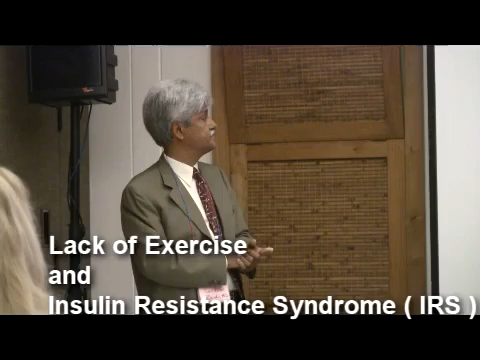 Lack of Exercise
and
Insulin Resistance Syndrome ( IRS )